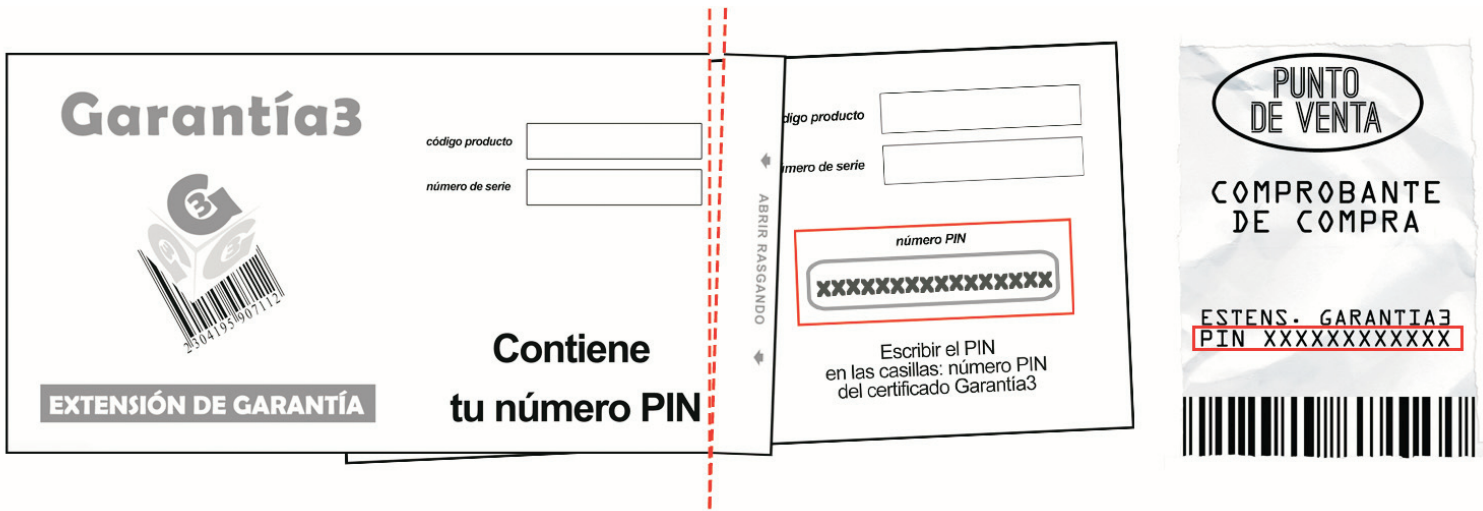 Garantía3
G3
2304195907112
EXTENSIÓN DE GARANTÍA
código producto
número de serie
Contiene
tu número PIN
ABRIR RASGANDO
digo producto
mero de serie
número PIN
XXXXXXXXXXXXXXXX
Escribir el PIN
en las casillas: número PIN
del certificado Garantía3
PUNTO
DE VENTA
COMPROBANTE
DE COMPRA
ESTENS. GARANTIA3
PIN XXXXXXXXXXXX